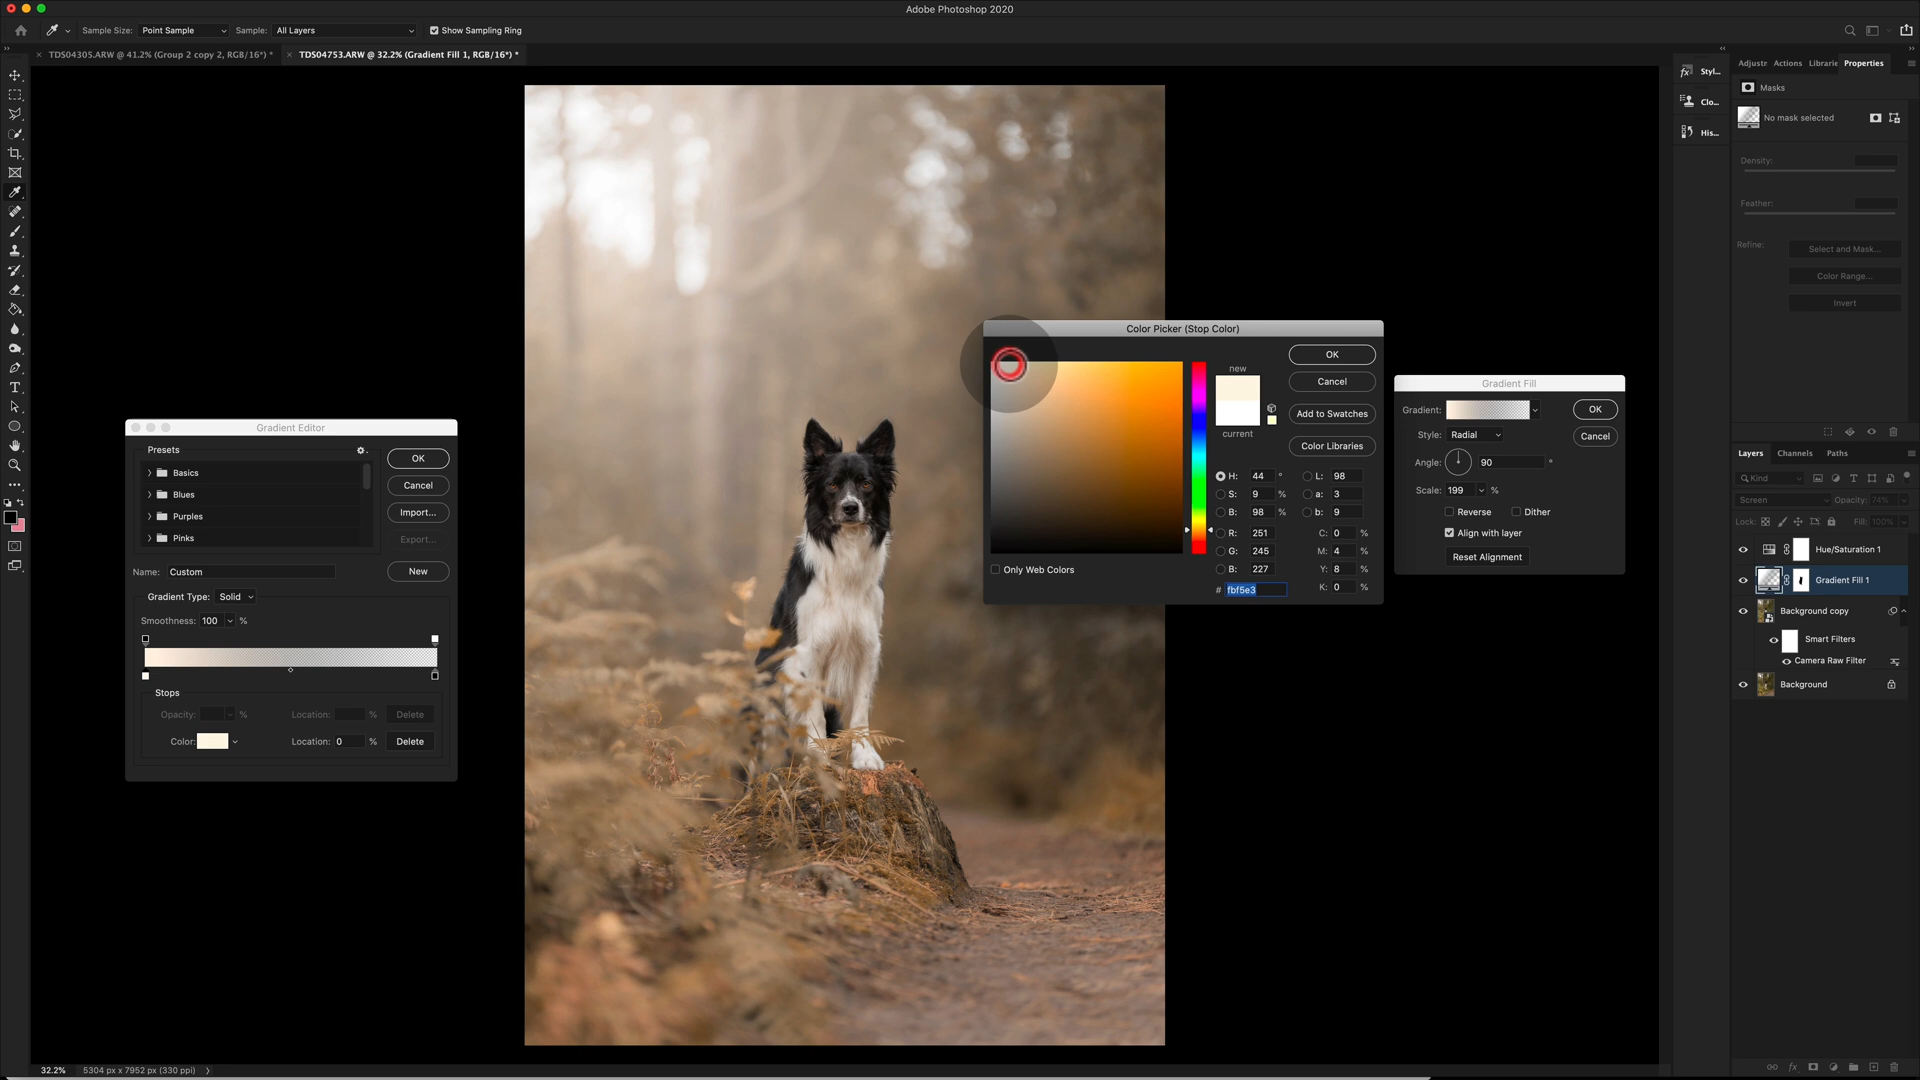 Adobe Photoshop 2020
Sample Size: Point Sample Sample: All Layers Show Sampling Ring
× TDS04305.ARW @ 41.2% (Group 2 copy 2, RGB/16*) * × TDS04753.ARW @ 32.2% (Gradient Fill 1, RGB/16*) *
fx Styl...
Clo...
His...
Adjustr Actions Librarie Properties
Masks
No mask selected
Density:
Feather:
Refine: Select and Mask...
Color Range...
Invert
Color Picker (Stop Color)
new
current
OK
Cancel
Add to Swatches
Color Libraries
H: 44 ° L: 98
S: 9 % a: 3
B: 98 % b: 9
R: 251 C: 0 %
G: 245 M: 4 %
B: 227 Y: 8 %
# fbf5e3 K: 0 %
Only Web Colors
Gradient Fill
Gradient: OK
Style: Radial Cancel
Angle: 90 °
Scale: 199 %
Reverse Dither
Align with layer
Reset Alignment
Gradient Editor
Presets
Basics
Blues
Purples
Pinks
OK
Cancel
Import...
Export...
Name: Custom New
Gradient Type: Solid
Smoothness: 100 %
Stops
Opacity: % Location: % Delete
Color: Location: 0 % Delete
Layers Channels Paths
Kind
Screen Opacity: 74%
Lock: Fill: 100%
Hue/Saturation 1
Gradient Fill 1
Background copy
Smart Filters
Camera Raw Filter
Background
32.2% 5304 px x 7952 px (330 ppi)
fx